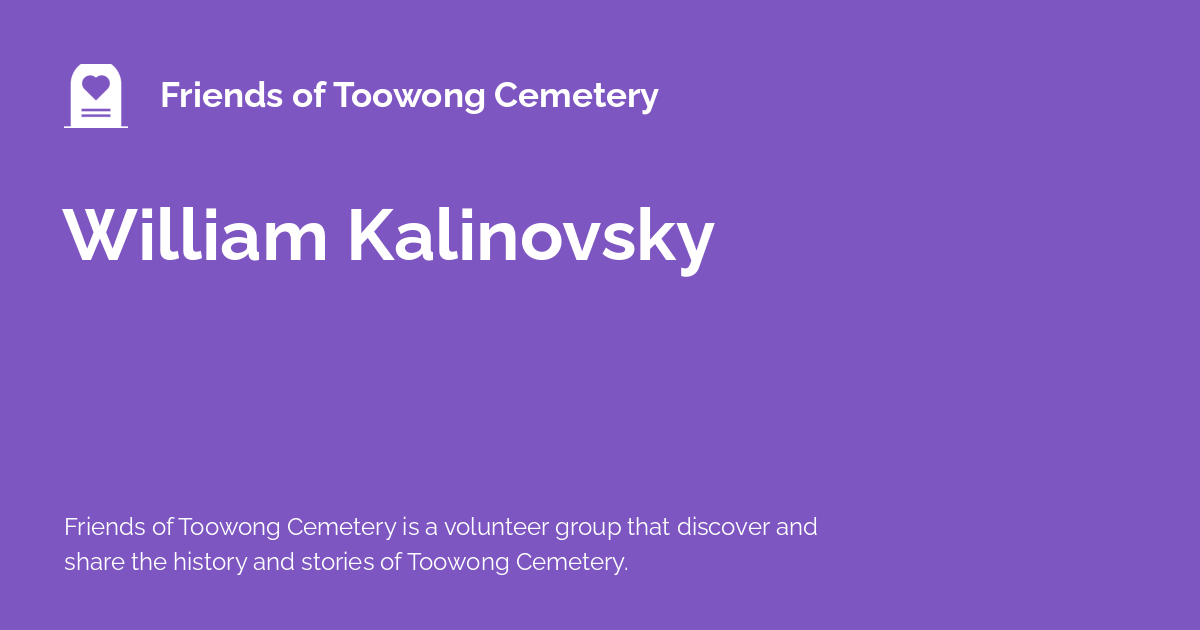 Friends of Toowong Cemetery
William Kalinovsky
Friends of Toowong Cemetery is a volunteer group that discover and
share the history and stories of Toowong Cemetery.